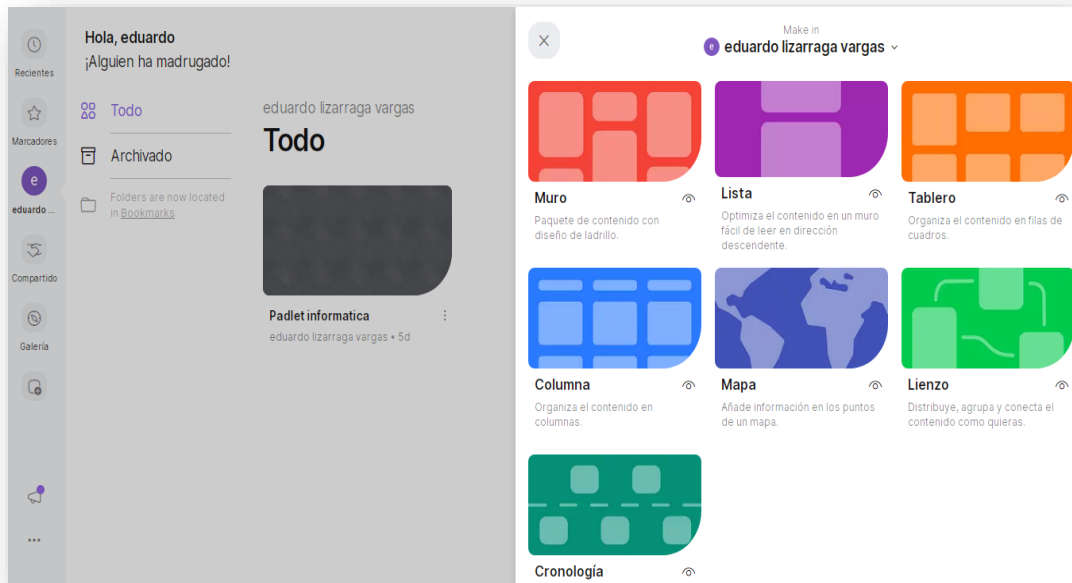 Recientes
Marcadores
e
eduardo ...
Compartido
Galería
Hola, eduardo
¡Alguien ha madrugado!
Todo
Archivado
Folders are now located
in Bookmarks.
eduardo lizarraga vargas
Todo
Padlet informatica
eduardo lizarraga vargas • 5d
Make in
e eduardo lizarraga vargas
Muro
Paquete de contenido con
diseño de ladrillo.
Lista
Optimiza el contenido en un muro
fácil de leer en dirección
descendente.
Tablero
Organiza el contenido en filas de
cuadros.
Columna
Organiza el contenido en
columnas.
Mapa
Añade información en los puntos
de un mapa.
Lienzo
Distribuye, agrupa y conecta el
contenido como quieras.
Cronología